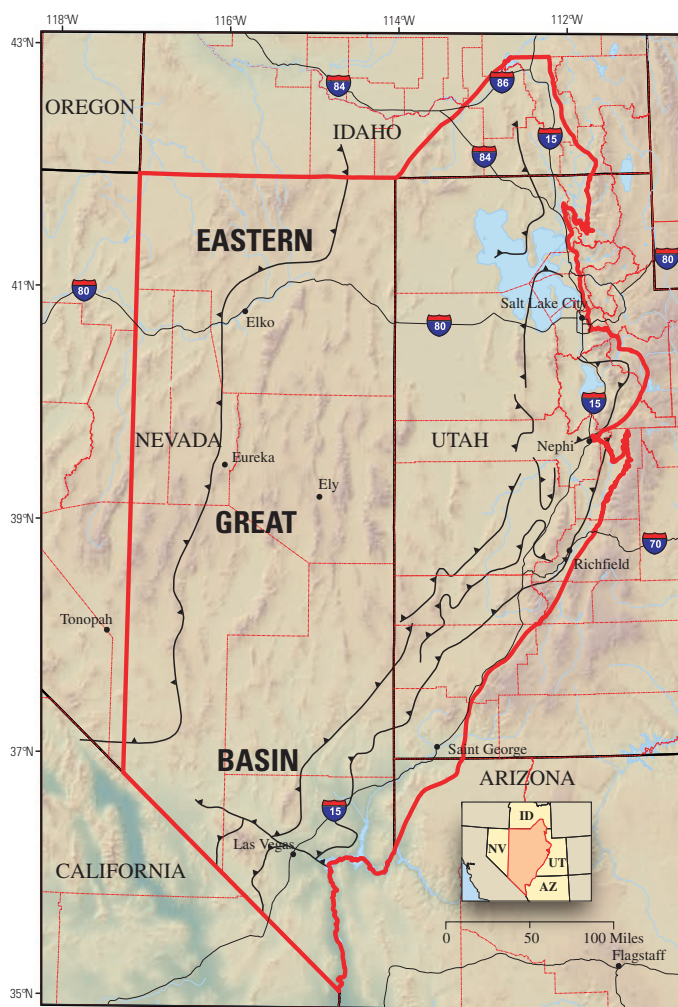 118°W 116°W 114°W 112°W
43°N
84
86
OREGON
IDAHO
15
84
EASTERN
41°N
80
80
Salt Lake City
Elko
80
15
NEVADA
UTAH
Nephi
Eureka
Ely
39°N
GREAT
70
Richfield
Tonopah
37°N
Saint George
BASIN
ARIZONA
15
ID
Las Vegas
NV
UT
CALIFORNIA
AZ
0 50 100 Miles
Flagstaff
35°N